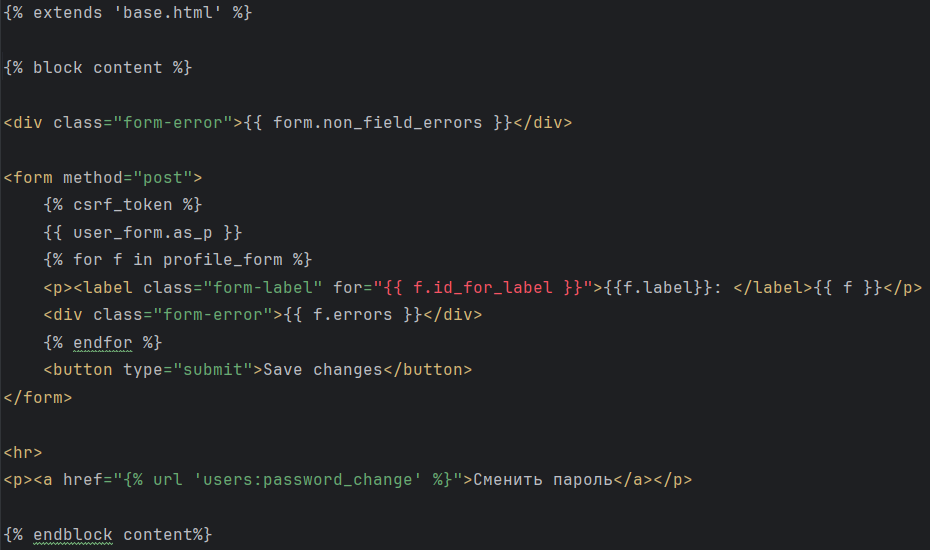 {% extends 'base.html' %}
{% block content %}
<div class="form-error">{{ form.non_field_errors }}</div>
<form method="post">
    {% csrf_token %}
    {{ user_form.as_p }}
    {% for f in profile_form %}
    <p><label class="form-label" for="{{ f.id_for_label }}">{{f.label}}: </label>{{ f }}</p>
    <div class="form-error">{{ f.errors }}</div>
    {% endfor %}
    <button type="submit">Save changes</button>
</form>
<hr>
<p><a href="{% url 'users:password_change' %}">Сменить пароль</a></p>
{% endblock content%}